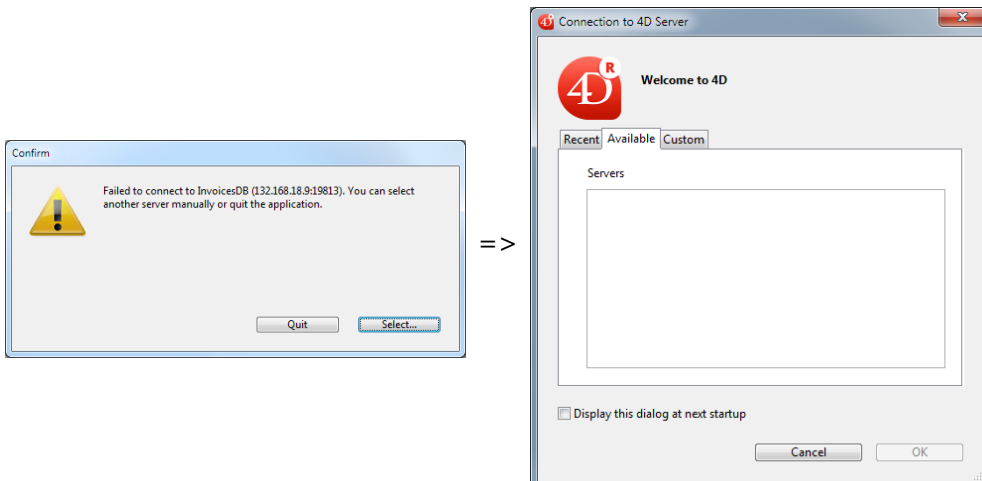 Confirm
Failed to connect to InvoicesDB (132.168.18.9:19813). You can select
another server manually or quit the application.
Quit
Select...
=>
4D
Connection to 4D Server
x
4D
R
Welcome to 4D
Recent
Available
Custom
Servers
Display this dialog at next startup
Cancel
OK